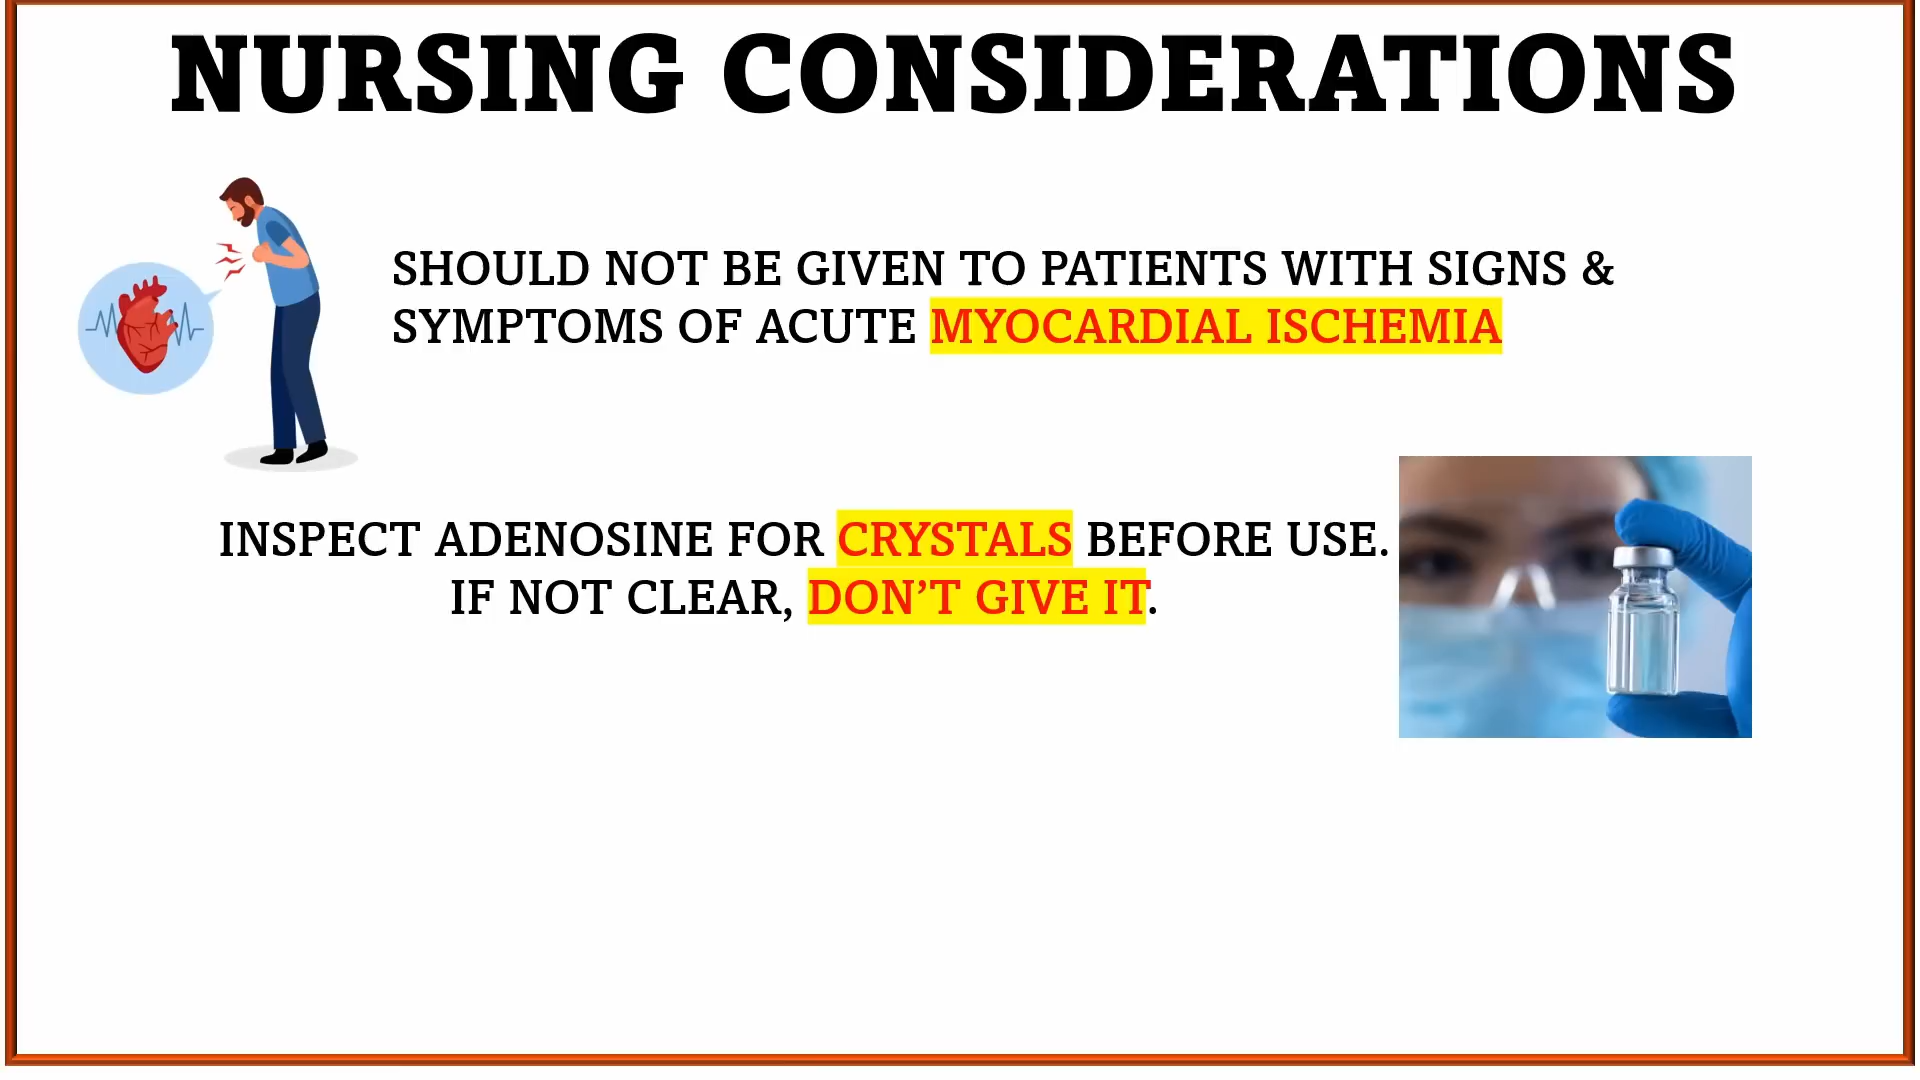 NURSING CONSIDERATIONS
SHOULD NOT BE GIVEN TO PATIENTS WITH SIGNS &
SYMPTOMS OF ACUTE MYOCARDIAL ISCHEMIA
INSPECT ADENOSINE FOR CRYSTALS BEFORE USE.
IF NOT CLEAR, DON’T GIVE IT.